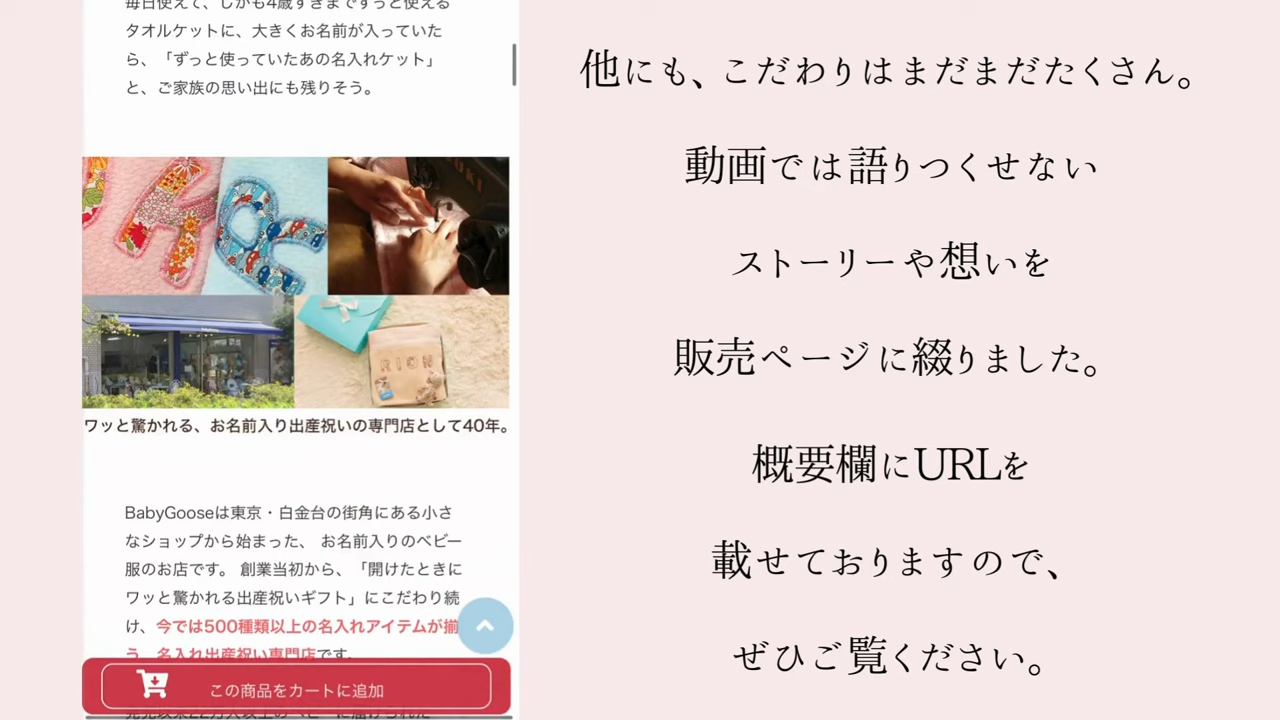 毎日使えて、しかも4歳すぎまでずっと使える
タオルケットに、大きくお名前が入っていた
ら、「ずっと使っていたあの名入れケット」
と、ご家族の思い出にも残りそう。
RION
ワッと驚かれる、お名前入り出産祝いの専門店として40年。
BabyGooseは東京・白金台の街角にある小さ
なショップから始まった、 お名前入りのベビー
服のお店です。 創業当初から、「開けたときに
ワッと驚かれる出産祝いギフト」にこだわり続
け、今では500種類以上の名入れアイテムが揃
う、名入れ出産祝い専門店です。
この商品をカートに追加
他にも、こだわりはまだまだたくさん。
動画では語りつくせない
ストーリーや想いを
販売ページに綴りました。
概要欄にURLを
載せておりますので、
ぜひご覧ください。